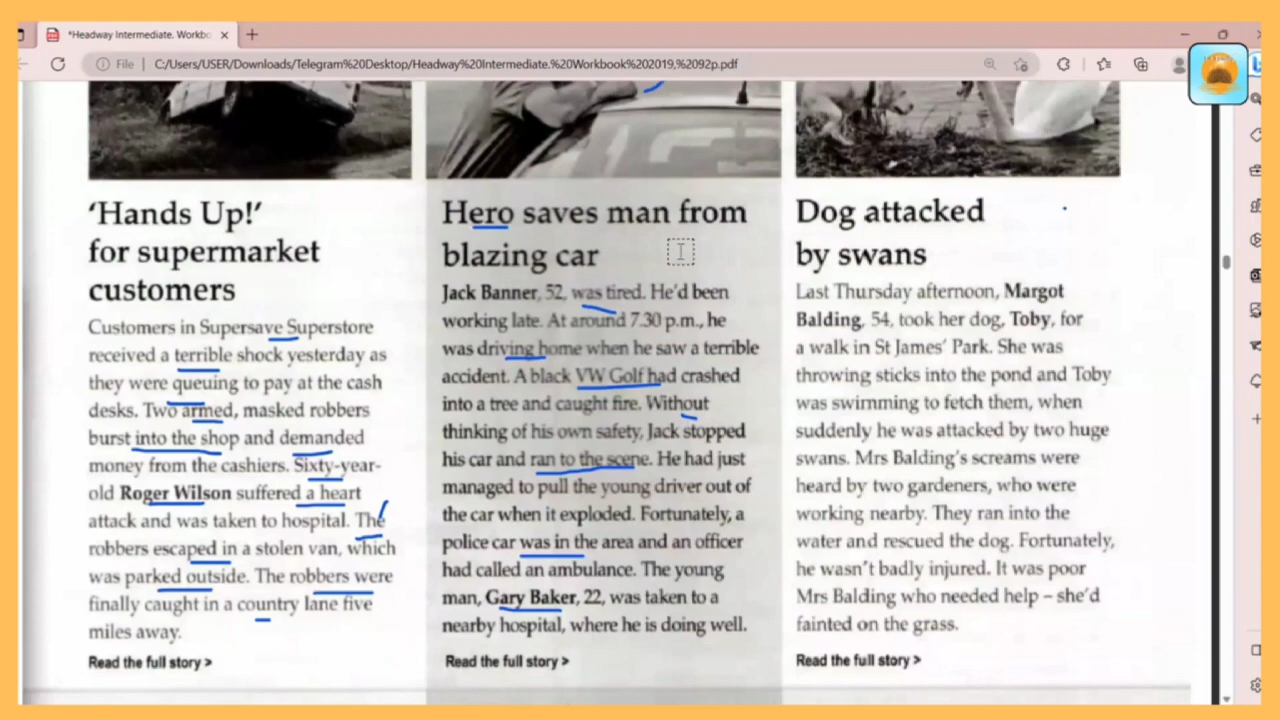 *Headway Intermediate. Workbo
File
C:/Users/USER/Downloads/Telegram%20Desktop/Headway%20Intermediate.%20Workbook%202019,%2092p.pdf
'Hands Up!'
for supermarket
customers
Customers in Supersave Superstore
received a terrible shock yesterday as
they were queuing to pay at the cash
desks. Two armed, masked robbers
burst into the shop and demanded
money from the cashiers. Sixty-year-
old Roger Wilson suffered a heart
attack and was taken to hospital. The
robbers escaped in a stolen van, which
was parked outside. The robbers were
finally caught in a country lane five
miles away.
Read the full story >
Hero saves man from
blazing car
Jack Banner, 52, was tired. He'd been
working late. At around 7.30 p.m., he
was driving home when he saw a terrible
accident. A black VW Golf had crashed
into a tree and caught fire. Without
thinking of his own safety, Jack stopped
his car and ran to the scene. He had just
managed to pull the young driver out of
the car when it exploded. Fortunately, a
police car was in the area and an officer
had called an ambulance. The young
man, Gary Baker, 22, was taken to a
nearby hospital, where he is doing well.
Read the full story >
Dog attacked
by swans
Last Thursday afternoon, Margot
Balding, 54, took her dog, Toby, for
a walk in St James' Park. She was
throwing sticks into the pond and Toby
was swimming to fetch them, when
suddenly he was attacked by two huge
swans. Mrs Balding's screams were
heard by two gardeners, who were
working nearby. They ran into the
water and rescued the dog. Fortunately,
he wasn't badly injured. It was poor
Mrs Balding who needed help – she'd
fainted on the grass.
Read the full story >